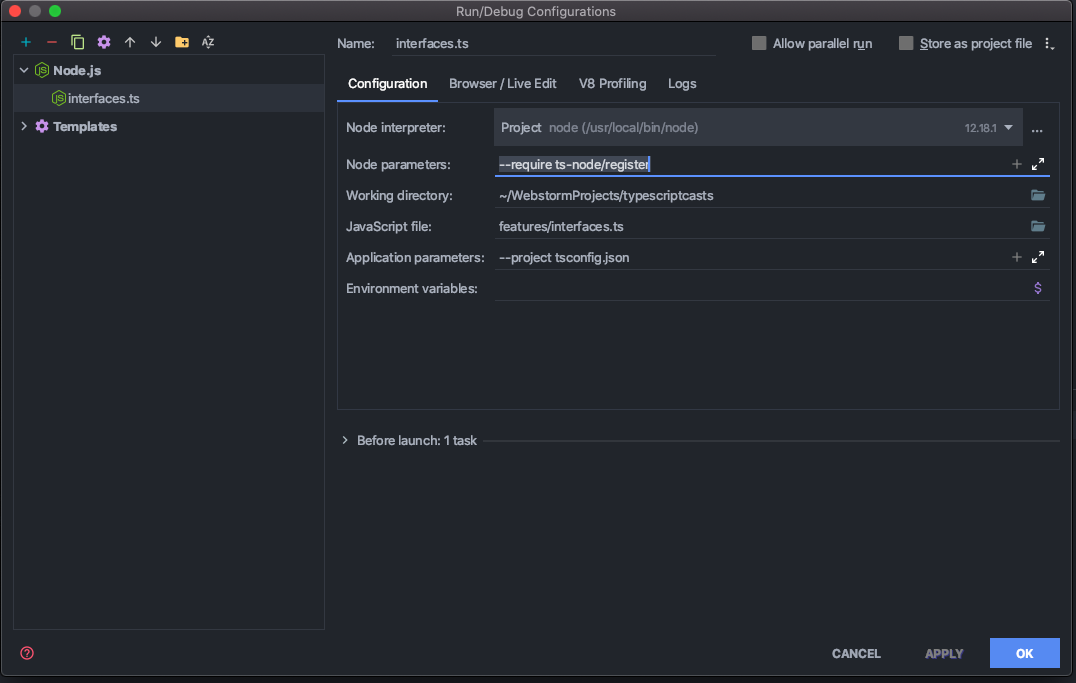 Run/Debug Configurations
Name: interfaces.ts Allow parallel run Store as project file
Node.js
JS interfaces.ts
Templates
Configuration Browser / Live Edit V8 Profiling Logs
Node interpreter: Project node (/usr/local/bin/node) 12.18.1 ...
Node parameters: --require ts-node/register
Working directory: ~/WebstormProjects/typescriptcasts
JavaScript file: features/interfaces.ts
Application parameters: --project tsconfig.json
Environment variables: $
Before launch: 1 task
? CANCEL APPLY OK